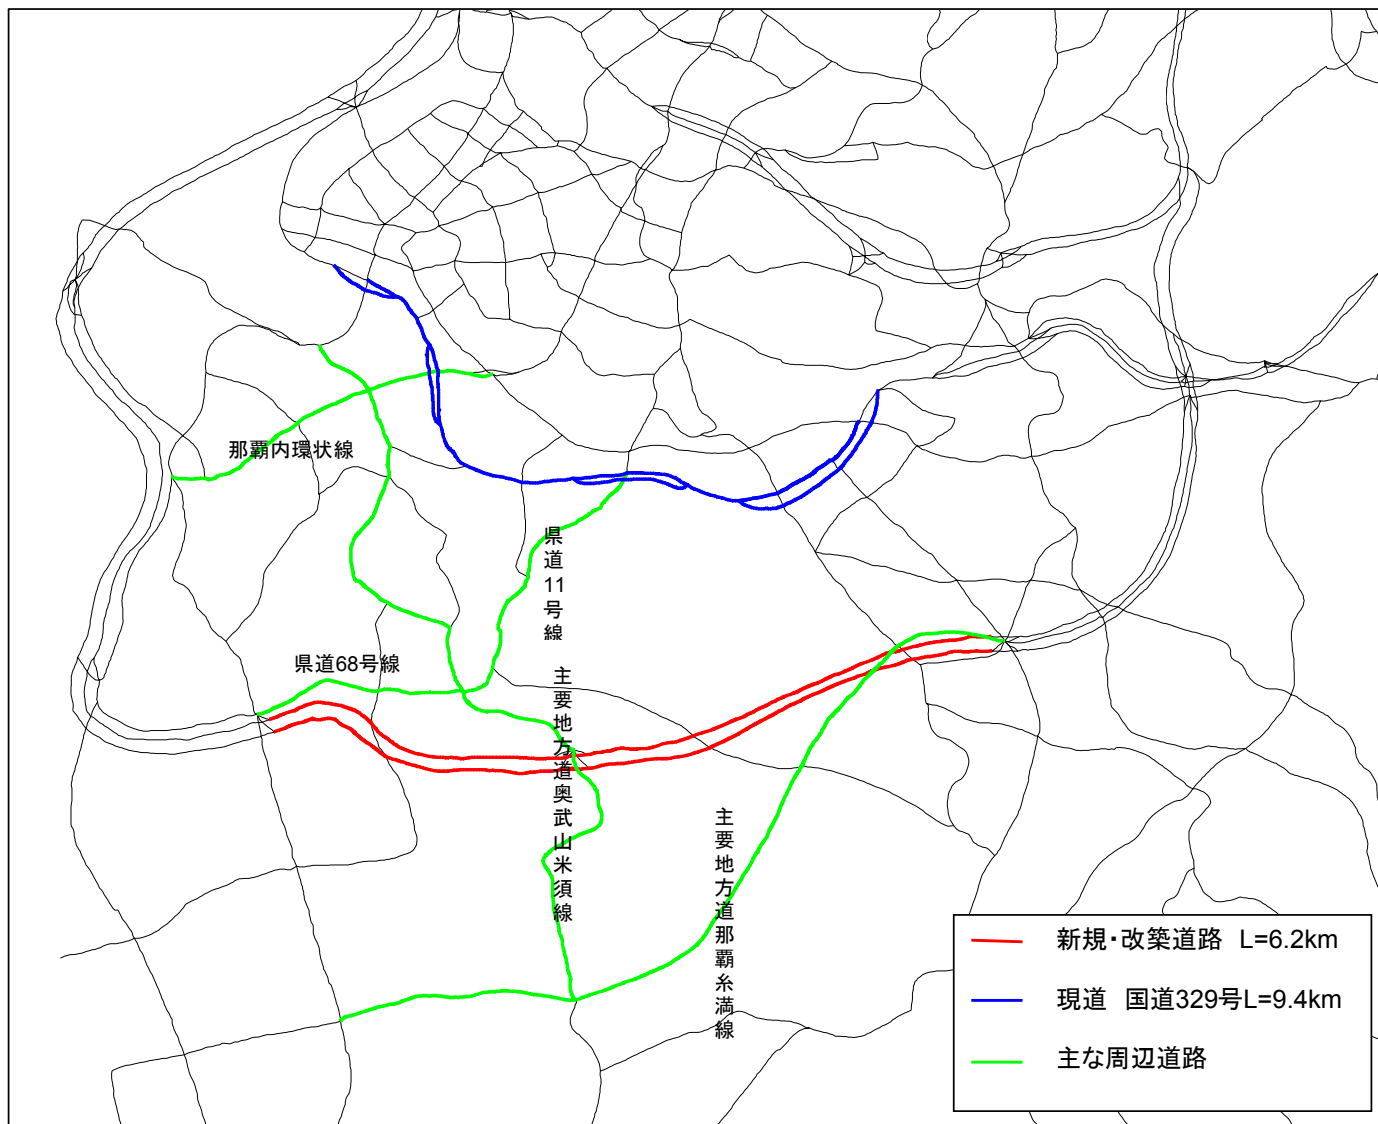 那覇内環状線
県道11号線
県道68号線
主要地方道奥武山米須線
主要地方道那覇糸満線
新規・改築道路　L=6.2km
現道　国道329号L=9.4km
主な周辺道路